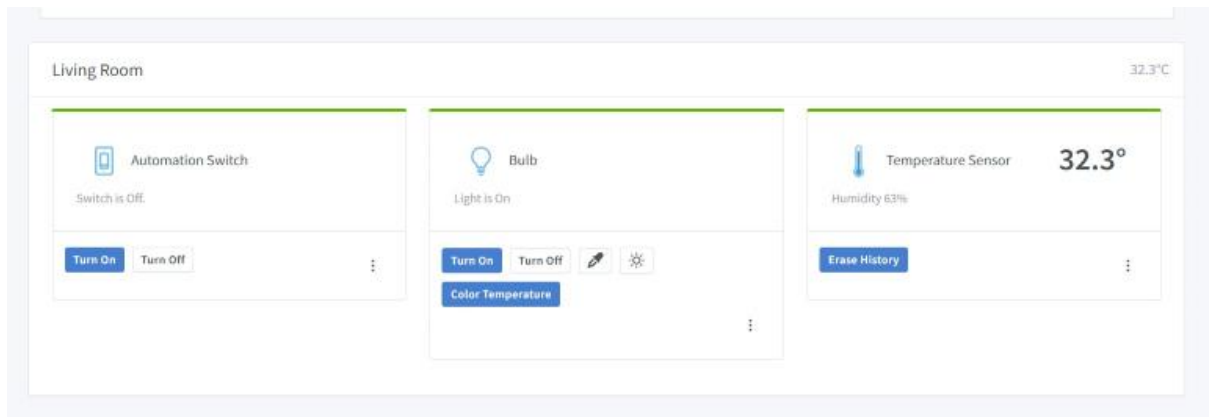 Living Room
32.3°C
Automation Switch
Switch is Off.
Turn On
Turn Off
Bulb
Light is On
Turn On
Turn Off
Color Temperature
Temperature Sensor
32.3°
Humidity 63%
Erase History